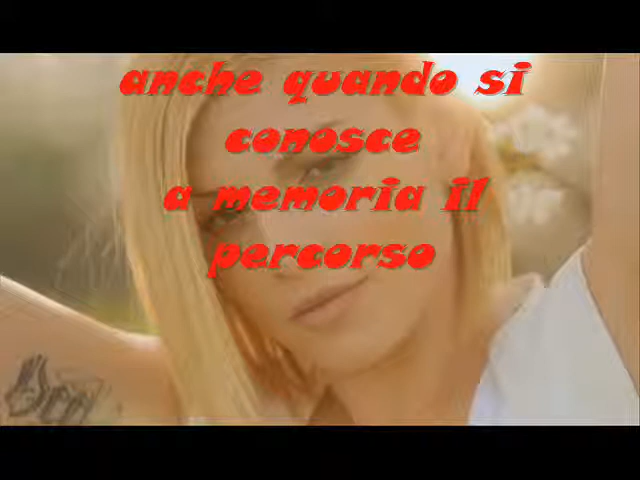 anche quando si
conosce
a memoria il
percorso